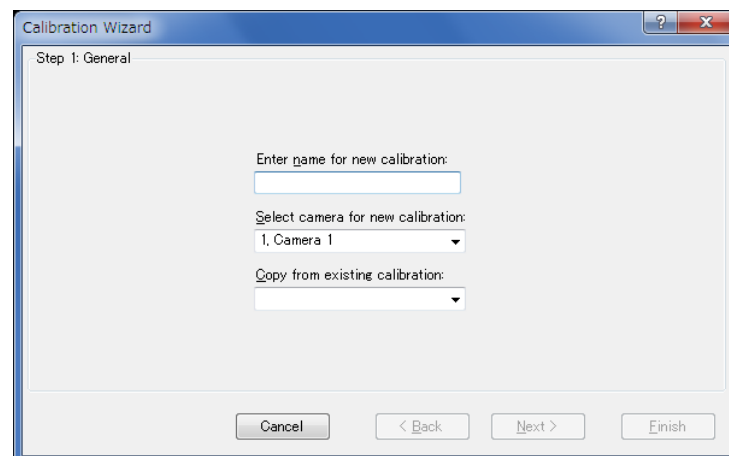 Calibration Wizard
?
X
Step 1: General
Enter name for new calibration:
Select camera for new calibration:
1, Camera 1
Copy from existing calibration:
Cancel
< Back
Next >
Finish